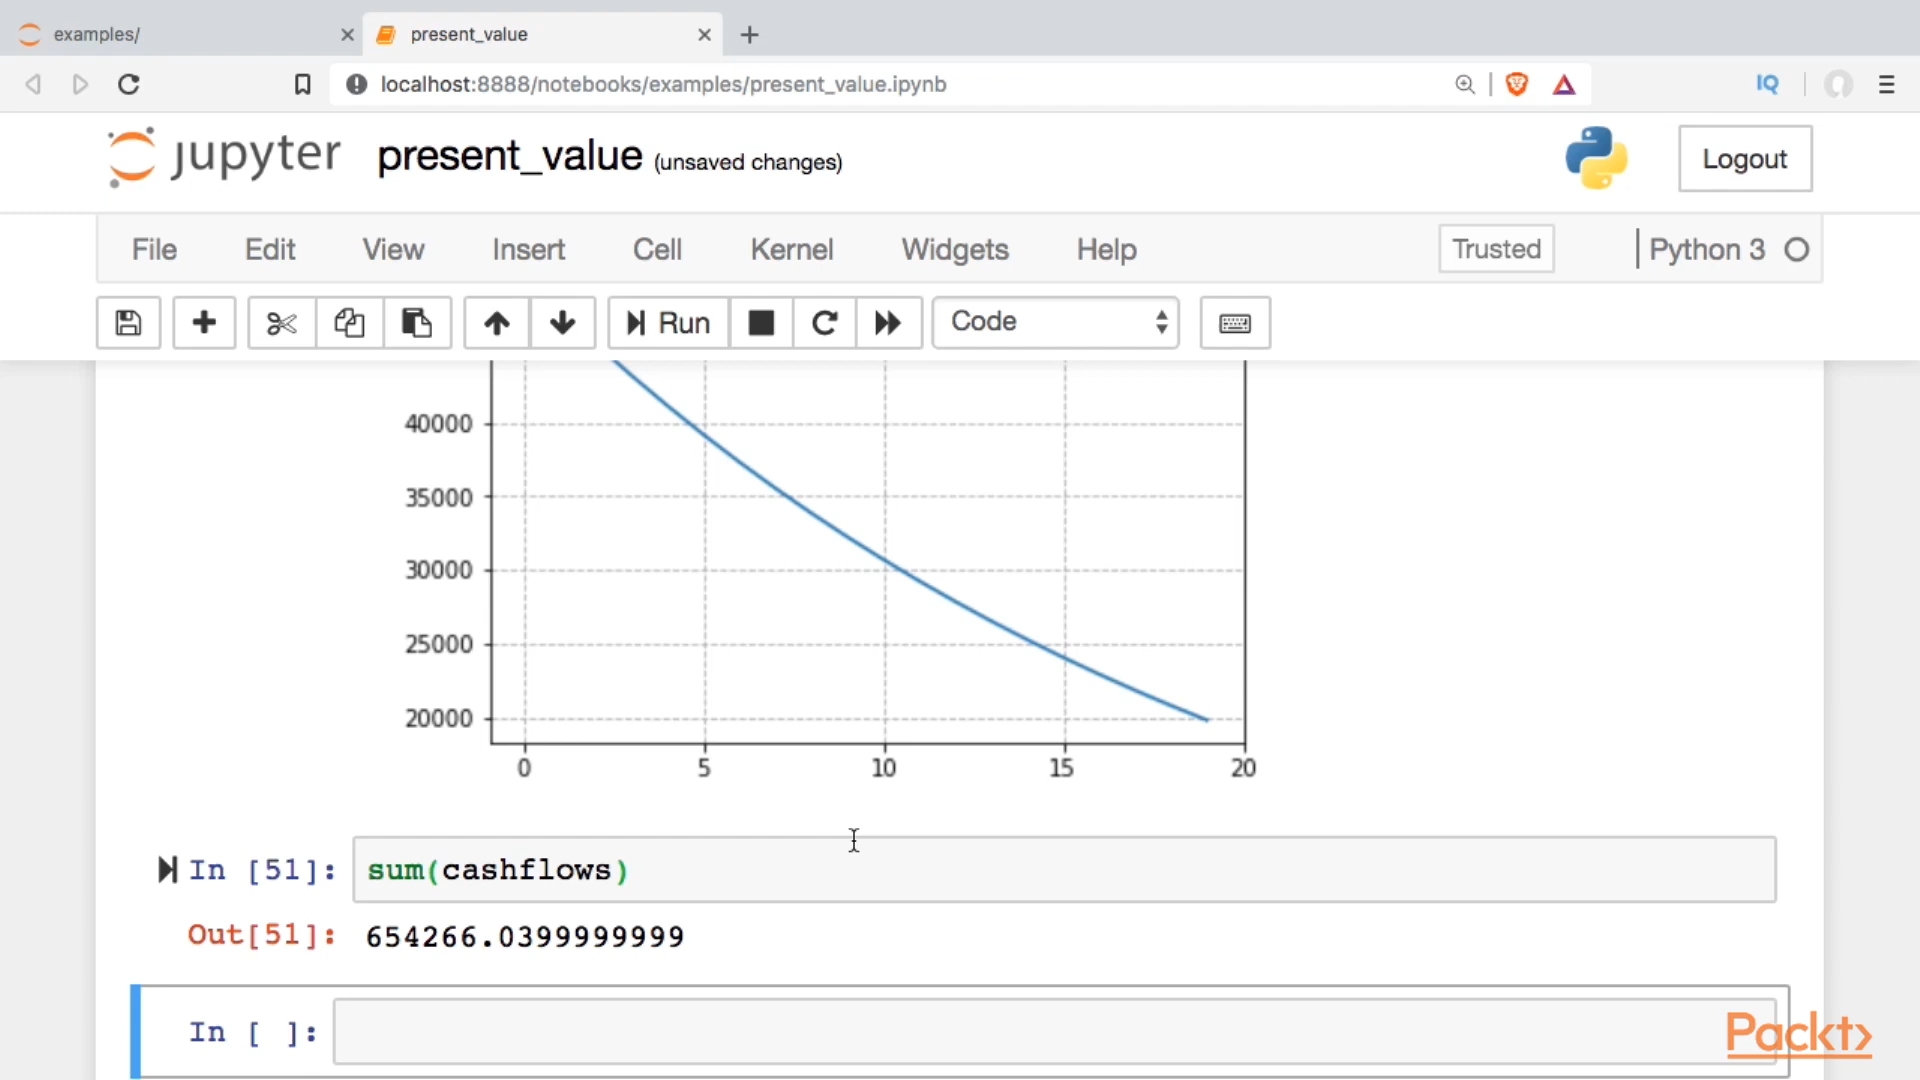 examples/
present_value
localhost:8888/notebooks/examples/present_value.ipynb
IQ
jupyter present_value (unsaved changes)
Logout
File Edit View Insert Cell Kernel Widgets Help Trusted Python 3
Run Code
40000
35000
30000
25000
20000
0 5 10 15 20
In [51]: sum(cashflows)
Out[51]: 654266.0399999999
In [ ]:
Packt>